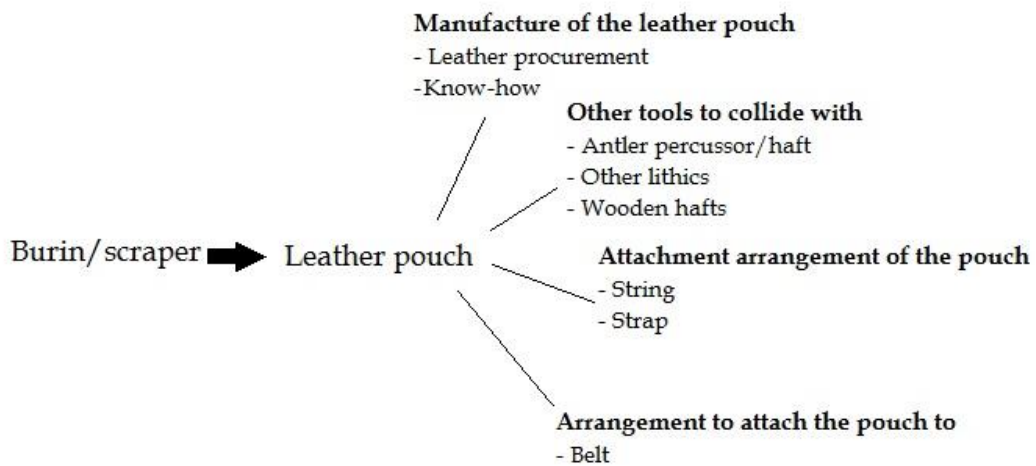 Manufacture of the leather pouch
- Leather procurement
-Know-how
Other tools to collide with
- Antler percussor/haft
- Other lithics
- Wooden hafts
Burin/scraper
Leather pouch
Attachment arrangement of the pouch
- String
- Strap
Arrangement to attach the pouch to
- Belt